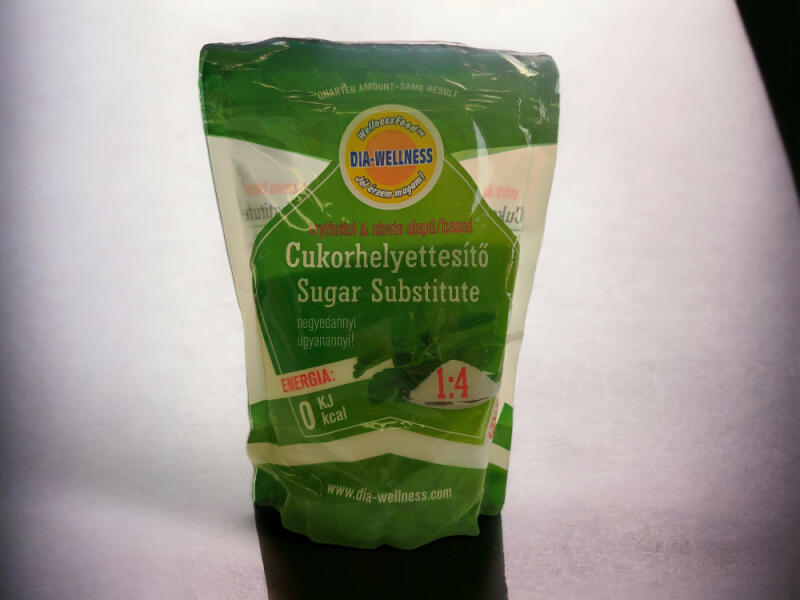 QUARTER AMOUNT=SAME RESULT
WellnessFood™
DIA-WELLNESS
Jól érzem magam!
erythritol & stevia alapú/based
Cukorhelyettesítő
Sugar Substitute
negyedannyi
ugyanannyi!
ENERGIA:
0 KJ
kcal
1:4
www.dia-wellness.com